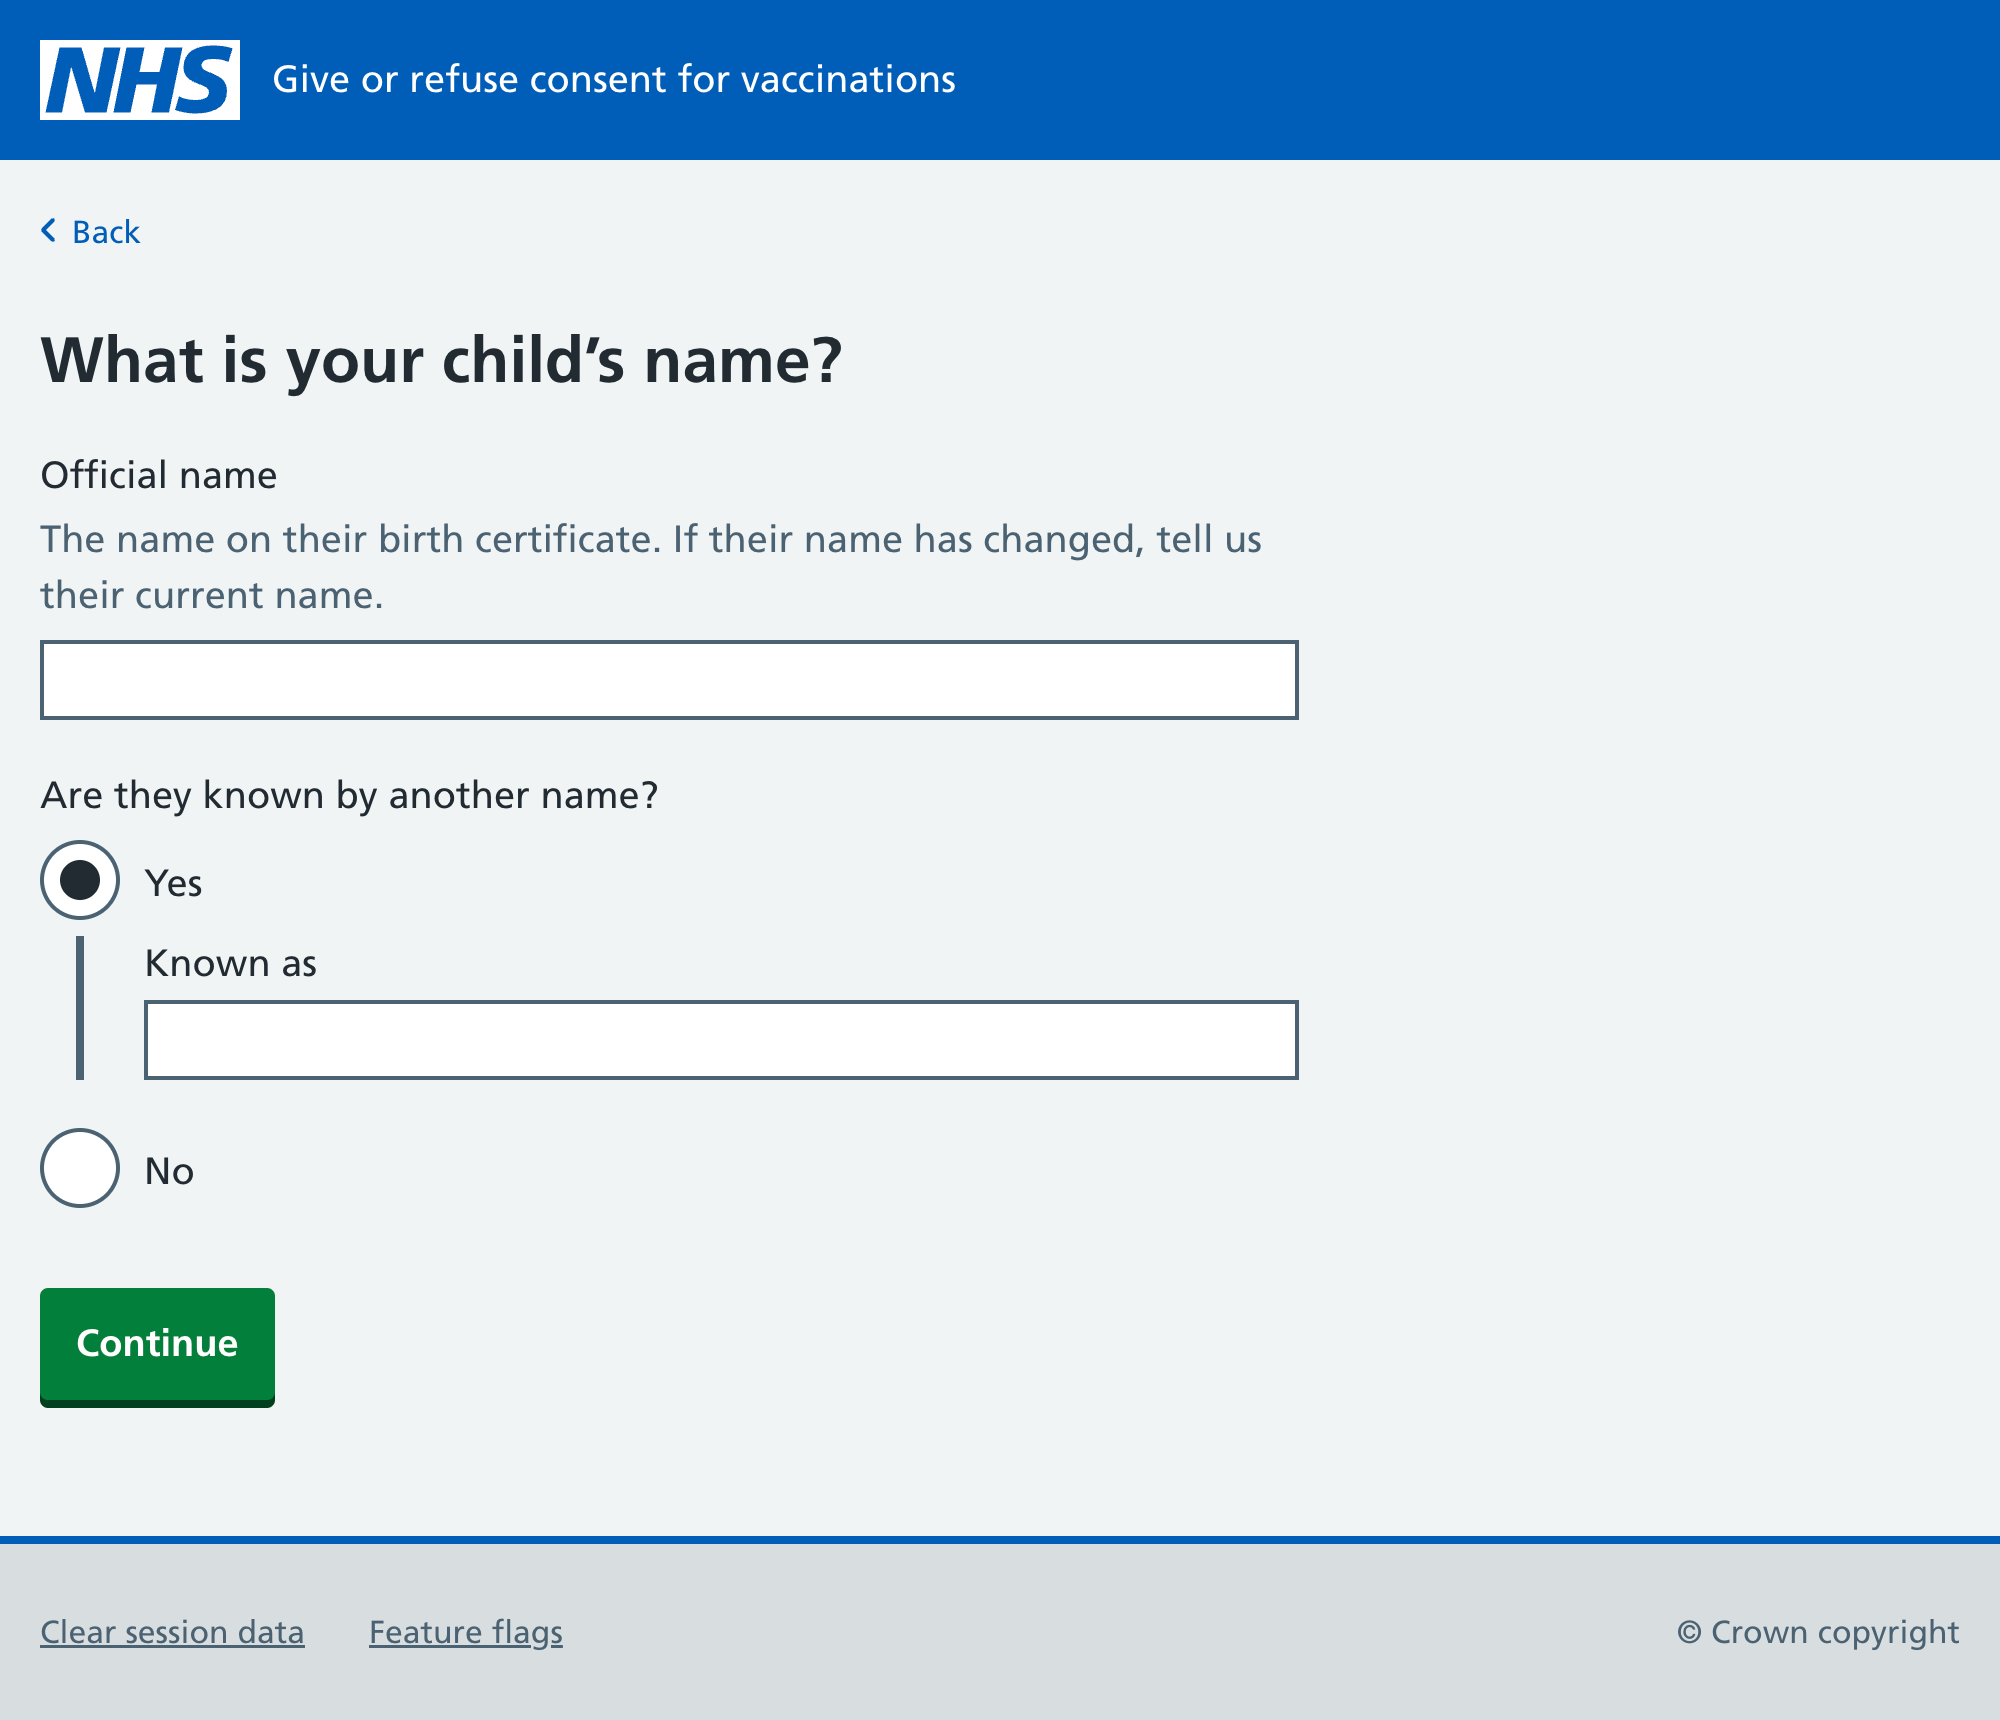 NHS Give or refuse consent for vaccinations
Back
What is your child’s name?
Official name
The name on their birth certificate. If their name has changed, tell us
their current name.
Are they known by another name?
Yes
Known as
No
Continue
Clear session data Feature flags © Crown copyright